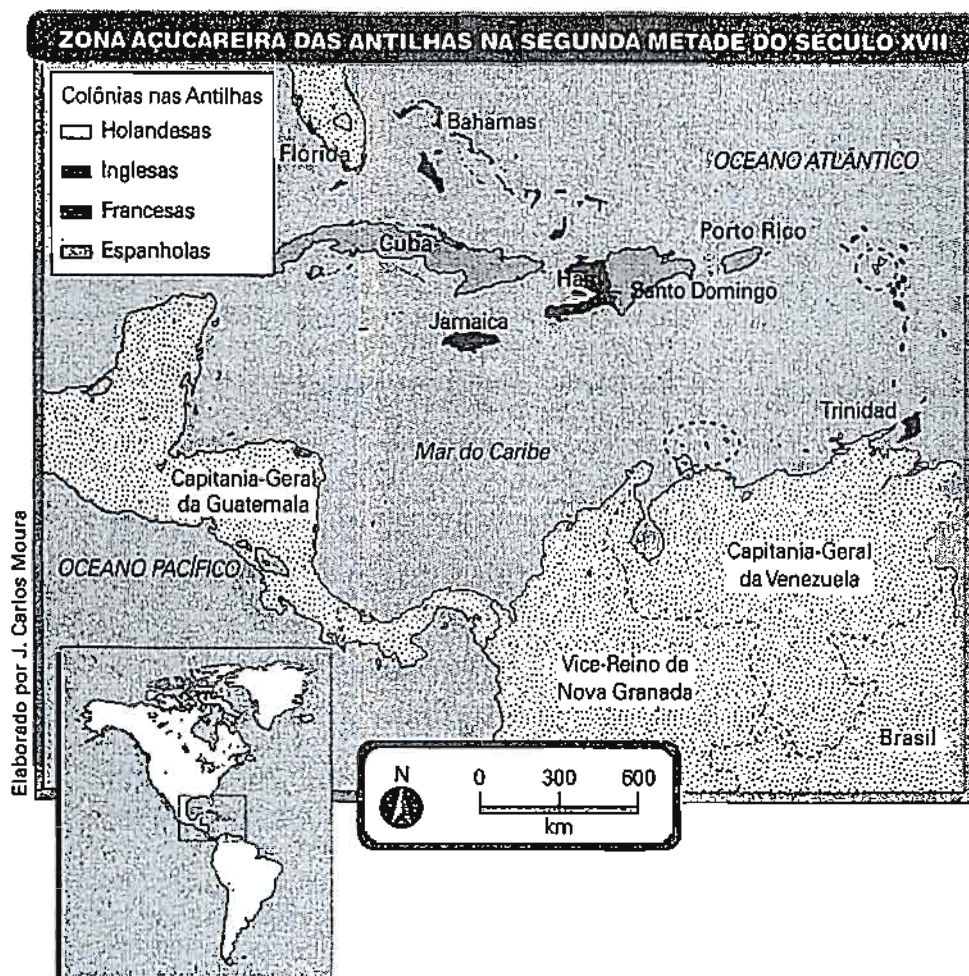 ZONA AÇUCAREIRA DAS ANTILHAS NA SEGUNDA METADE DO SÉCULO XVII
Colônias nas Antilhas
Holandesas
Inglesas
Francesas
Espanholas
Flórida
Bahamas
OCEANO ATLÂNTICO
Cuba
Porto Rico
Haiti
Santo Domingo
Jamaica
Trinidad
Mar do Caribe
Capitania-Geral
da Guatemala
OCEANO PACÍFICO
Capitania-Geral
da Venezuela
Vice-Reino de
Nova Granada
Brasil
N
0 300 600
km
Elaborado por J. Carlos Moura